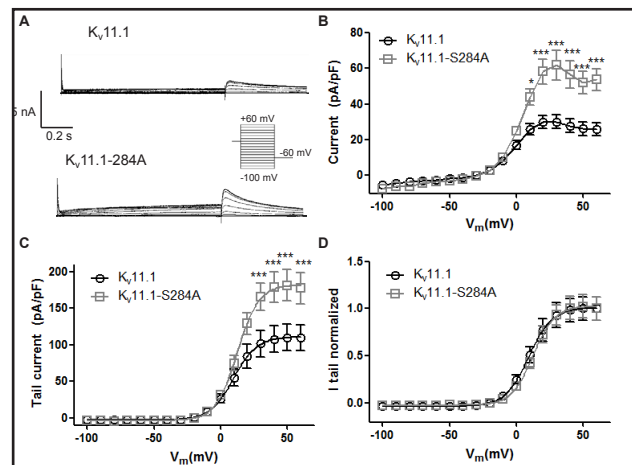 A
Kv11.1
5 nA
0.2 s
+60 mV
-60 mV
-100 mV
Kv11.1-284A
B
Kv11.1
Kv11.1-S284A
Current (pA/pF)
80
60
40
20
0
* *** *** *** *** ***
-100 -50 0 50
Vm(mV)
C
Kv11.1
Kv11.1-S284A
Tail current (pA/pF)
200
150
100
50
0
*** *** *** ***
-100 -50 0 50
Vm(mV)
D
Kv11.1
Kv11.1-S284A
I tail normalized
1.5
1.0
0.5
0.0
-100 -50 0 50
Vm(mV)